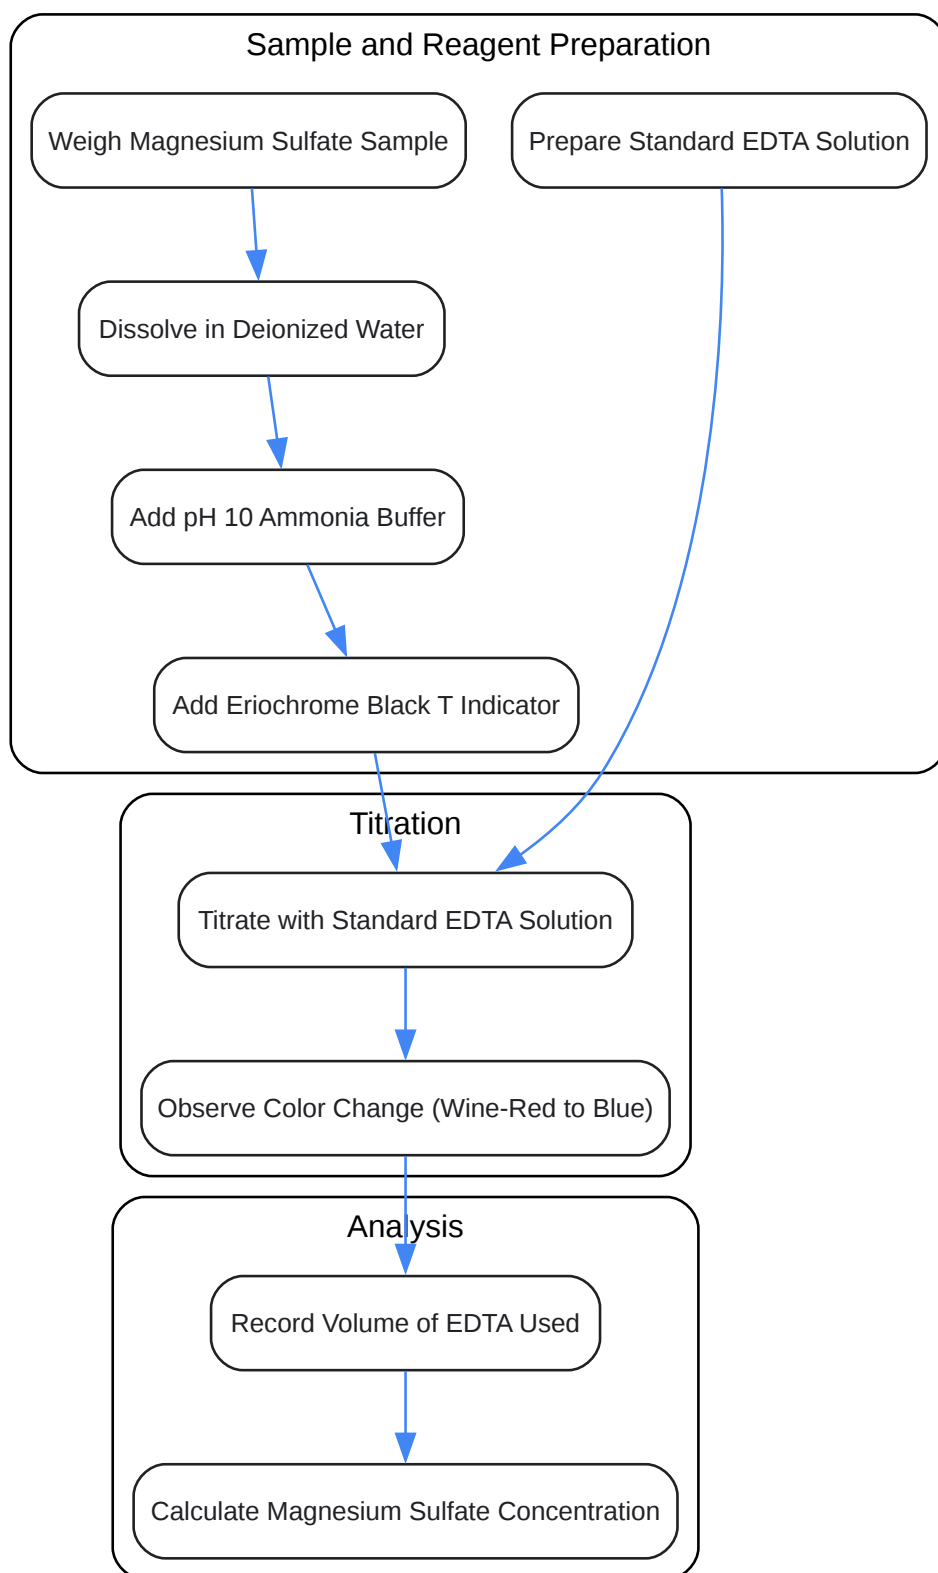 Sample and Reagent Preparation
Weigh Magnesium Sulfate Sample
Prepare Standard EDTA Solution
Dissolve in Deionized Water
Add pH 10 Ammonia Buffer
Add Eriochrome Black T Indicator
Titration
Titrate with Standard EDTA Solution
Observe Color Change (Wine-Red to Blue)
Analysis
Record Volume of EDTA Used
Calculate Magnesium Sulfate Concentration